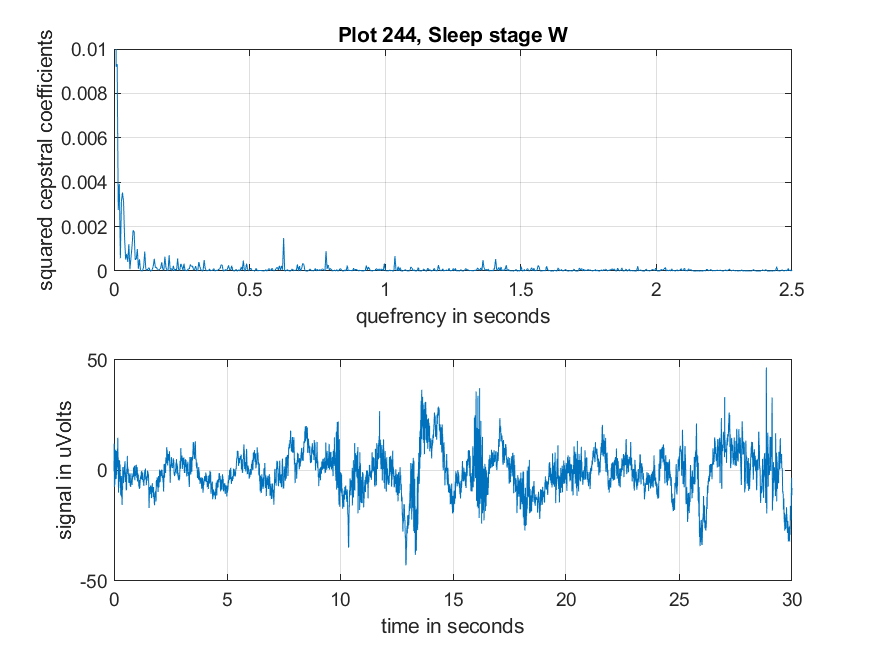 Plot 244, Sleep stage W
squared cepstral coefficients
0.01
0.008
0.006
0.004
0.002
0
0 0.5 1 1.5 2 2.5
quefrency in seconds
signal in uVolts
50
0
-50
0 5 10 15 20 25 30
time in seconds